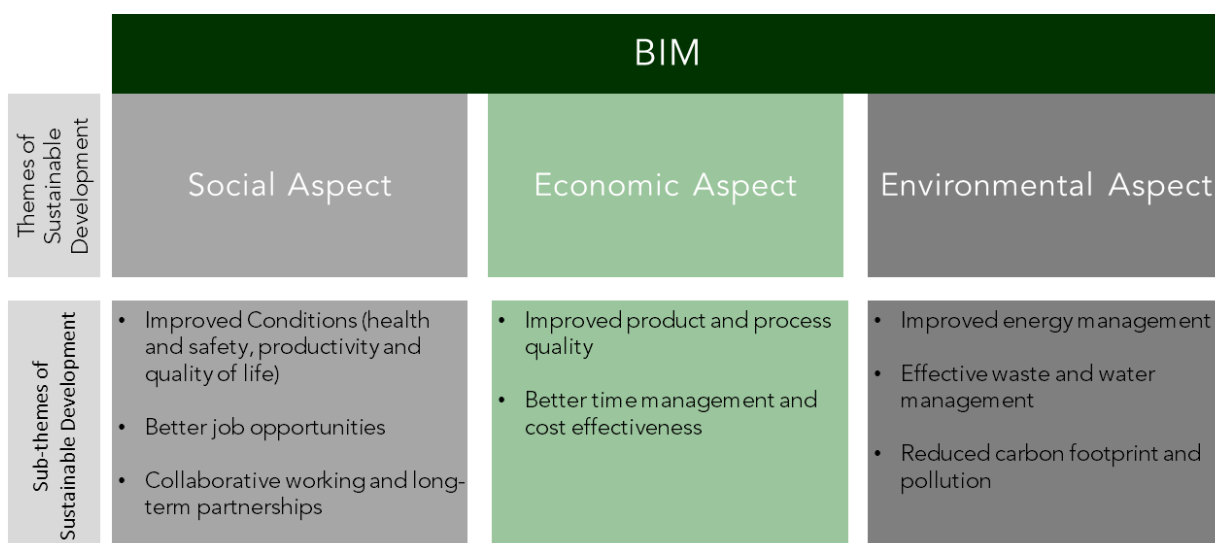 BIM
Themes of
Sustainable
Development
Social Aspect
Economic Aspect
Environmental Aspect
Sub-themes of
Sustainable Development
• Improved Conditions (health
and safety, productivity and
quality of life)
• Better job opportunities
• Collaborative working and long-
term partnerships
• Improved product and process
quality
• Better time management and
cost effectiveness
• Improved energy management
• Effective waste and water
management
• Reduced carbon footprint and
pollution